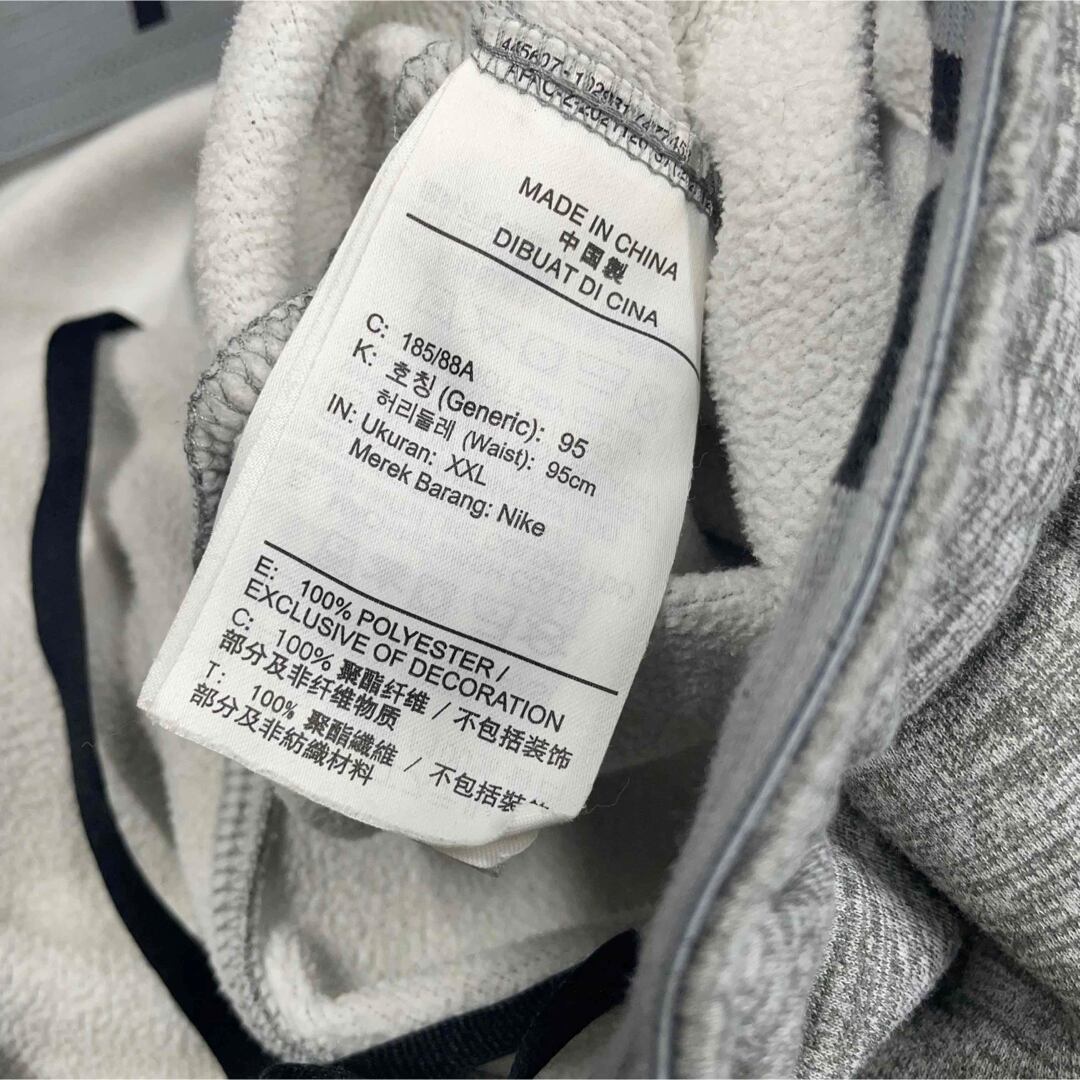 MADE IN CHINA
中国製
DIBUAT DI CINA
C: 185/88A
K: 호칭 (Generic): 95
허리둘레 (Waist): 95cm
IN: Ukuran: XXL
Merek Barang: Nike
E: 100% POLYESTER /
EXCLUSIVE OF DECORATION
C: 100% 聚酯纤维 / 不包括装饰
部分及非纤维物质
T: 100% 聚酯纖維 / 不包括裝
部分及非紡織材料